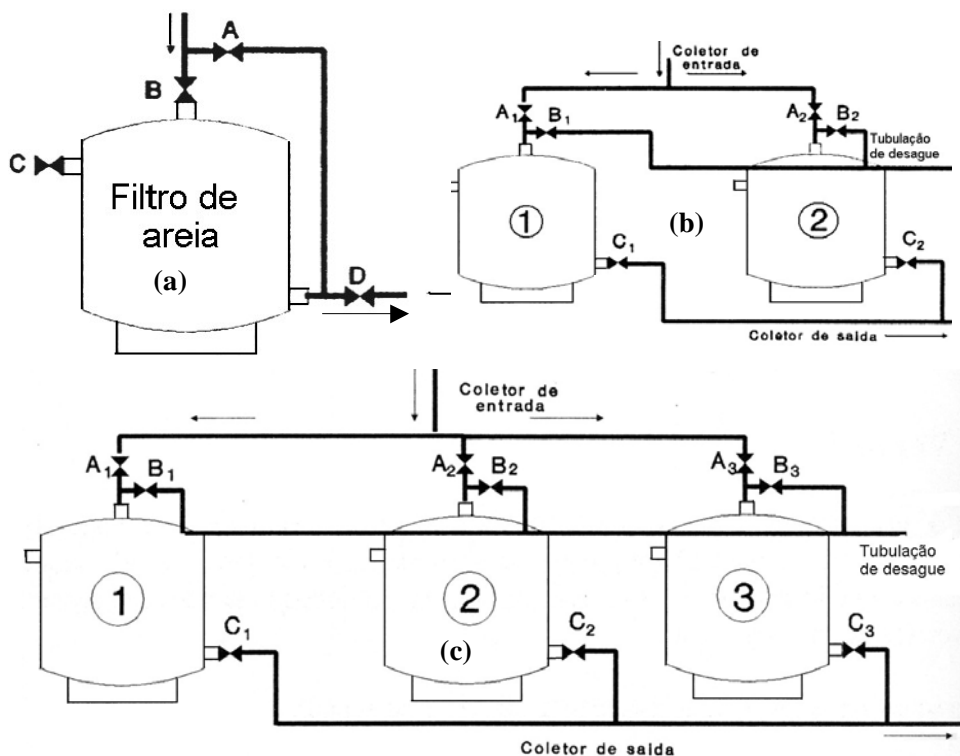 A
B
C
Filtro de
areia
(a)
D
Coletor de
entrada
A1
B1
A2
B2
Tubulação
de desague
1
(b)
2
C1
C2
Coletor de saida
Coletor de
entrada
A1
B1
A2
B2
A3
B3
Tubulação
de desague
1
2
3
C1
(c)
C2
C3
Coletor de saida